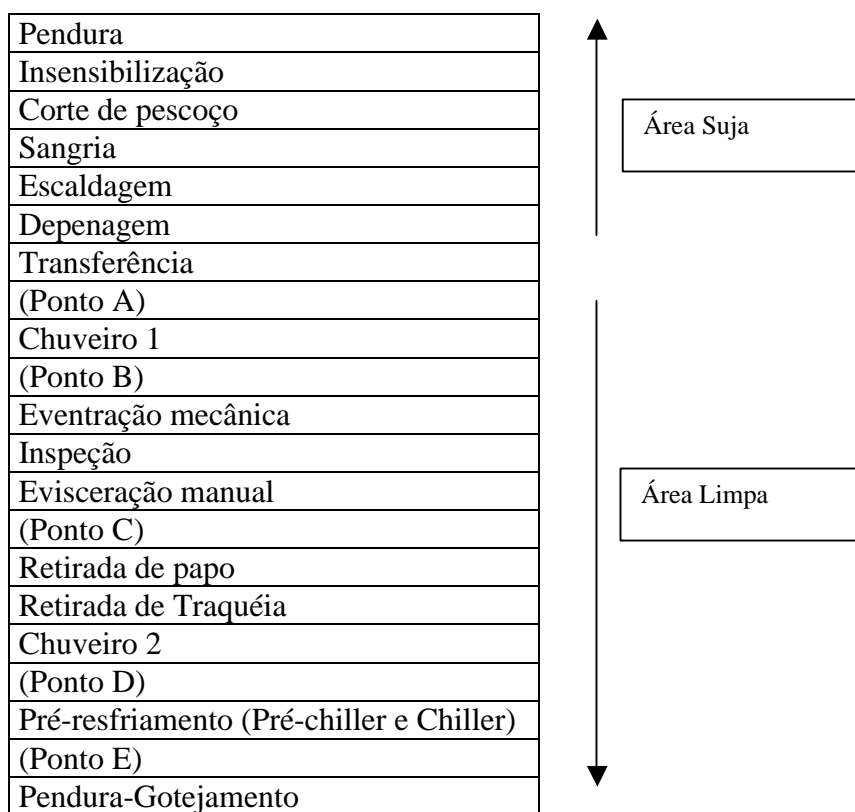 Pendura
Insensibilização
Corte de pescoço
Sangria
Escaldagem
Depenagem
Transferência
(Ponto A)
Chuveiro 1
(Ponto B)
Eventração mecânica
Inspeção
Evisceração manual
(Ponto C)
Retirada de papo
Retirada de Traquéia
Chuveiro 2
(Ponto D)
Pré-resfriamento (Pré-chiller e Chiller)
(Ponto E)
Pendura-Gotejamento
Área Suja
Área Limpa